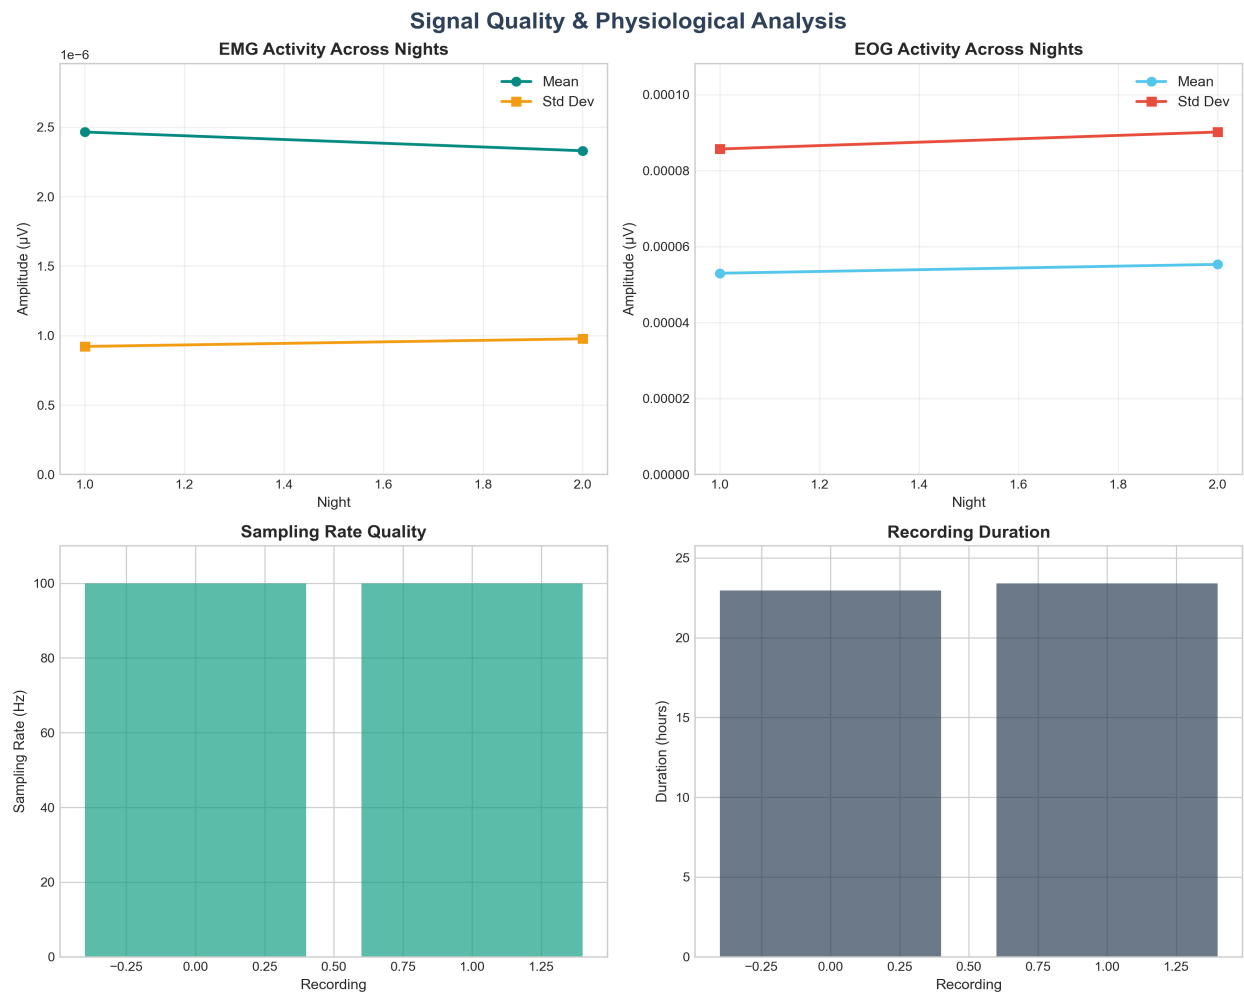 Signal Quality & Physiological Analysis
EMG Activity Across Nights
1e−6
Mean
Std Dev
2.5
2.0
1.5
1.0
0.5
0.0
Amplitude (μV)
1.0 1.2 1.4 1.6 1.8 2.0
Night
EOG Activity Across Nights
Mean
Std Dev
0.00010
0.00008
0.00006
0.00004
0.00002
0.00000
Amplitude (μV)
1.0 1.2 1.4 1.6 1.8 2.0
Night
Sampling Rate Quality
100
80
60
40
20
0
Sampling Rate (Hz)
−0.25 0.00 0.25 0.50 0.75 1.00 1.25
Recording
Recording Duration
25
20
15
10
5
0
Duration (hours)
−0.25 0.00 0.25 0.50 0.75 1.00 1.25
Recording